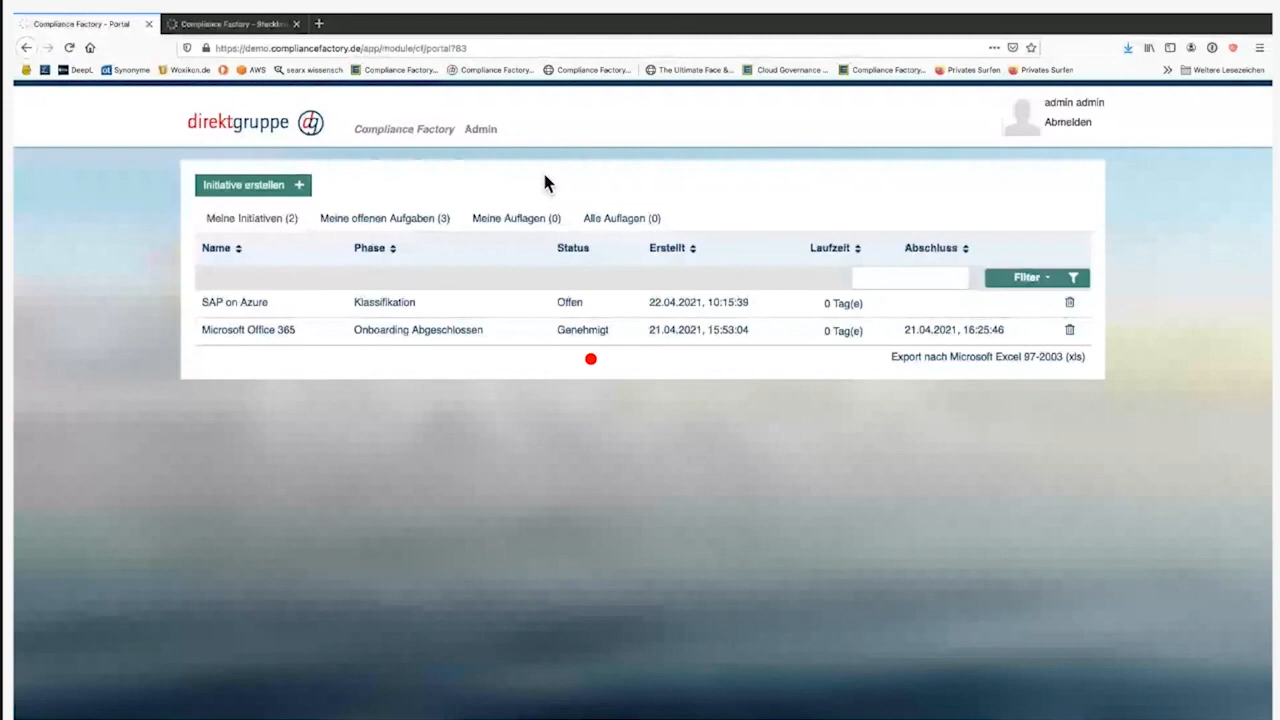 Compliance Factory - Portal
Compliance Factory -
https://demo.compliancefactory.de/app/module/cf/portal?83
DeepL Synonyme Woxikon.de AWS searx wissensch Compliance Factory... Compliance Factory... Compliance Factory... The Ultimate Face &... Cloud Governance ... Compliance Factory... Privates Surfen Privates Surfen Weitere Lesezeichen
direktgruppe dg Compliance Factory Admin
admin admin
Abmelden
Initiative erstellen +
Meine Initiativen (2) Meine offenen Aufgaben (3) Meine Auflagen (0) Alle Auflagen (0)
Name Phase Status Erstellt Laufzeit Abschluss
Filter
SAP on Azure Klassifikation Offen 22.04.2021, 10:15:39 0 Tag(e)
Microsoft Office 365 Onboarding Abgeschlossen Genehmigt 21.04.2021, 15:53:04 0 Tag(e) 21.04.2021, 16:25:46
Export nach Microsoft Excel 97-2003 (xls)